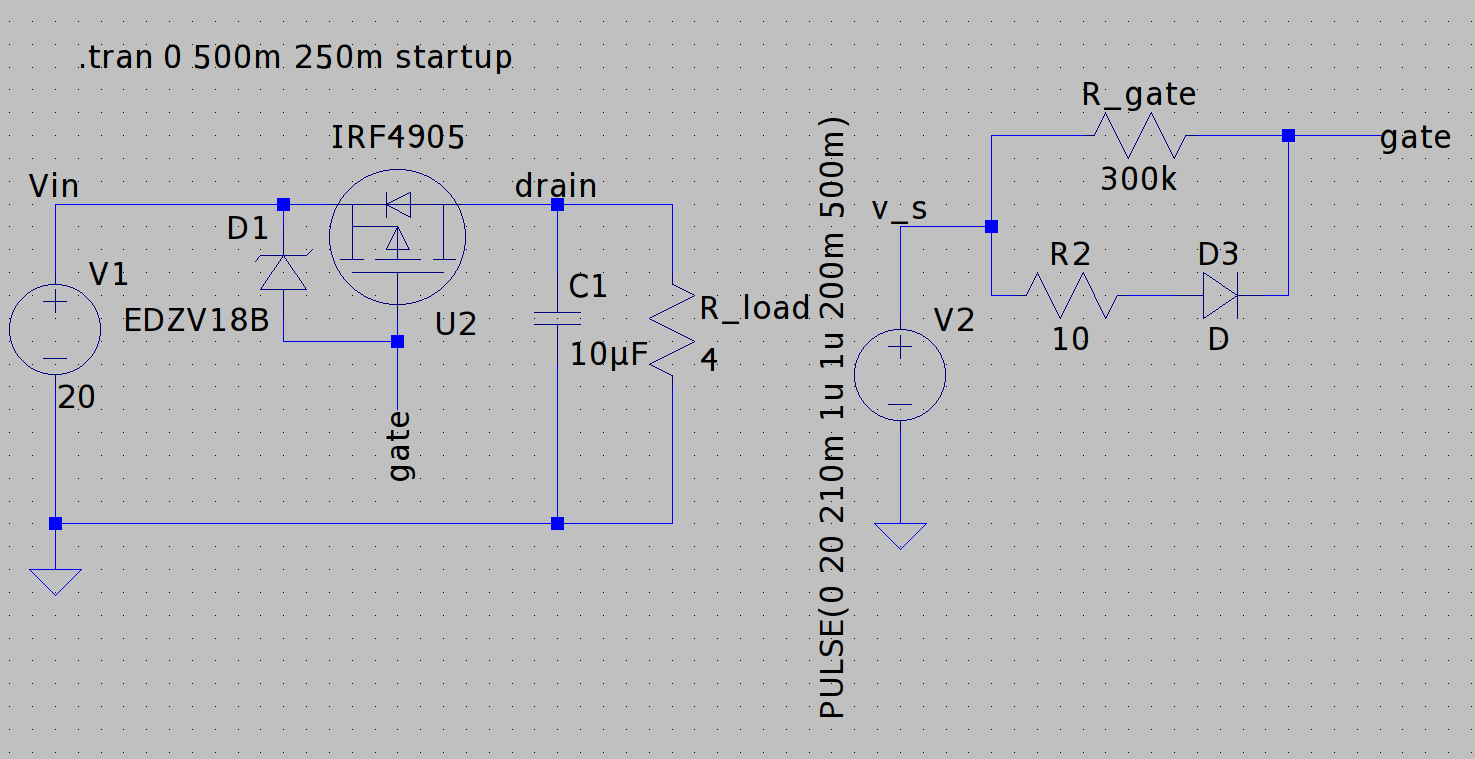 .tran 0 500m 250m startup
R_gate
IRF4905
gate
300k
Vin
drain
v_s
D1
R2
D3
V1
C1
R_load
EDZV18B
U2
V2
10µF
4
10
D
20
gate
PULSE(0 20 210m 1u 1u 200m 500m)